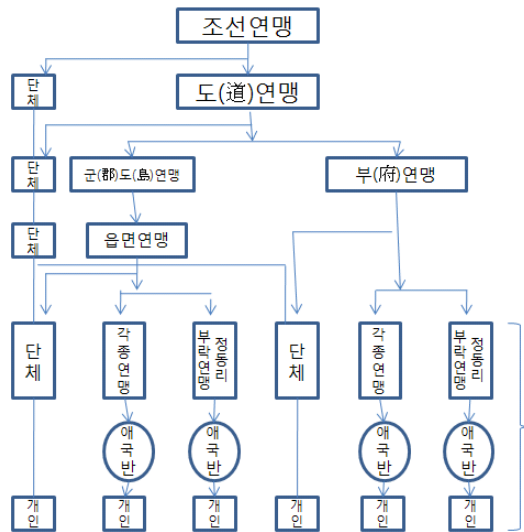 조선연맹
단체
도(道)연맹
단체
군(郡)도(島)연맹
부(府)연맹
단체
읍면연맹
단체
각종연맹
정동리
부락연맹
단체
각종연맹
정동리
부락연맹
애국반
애국반
애국반
애국반
개인
개인
개인
개인
개인
개인